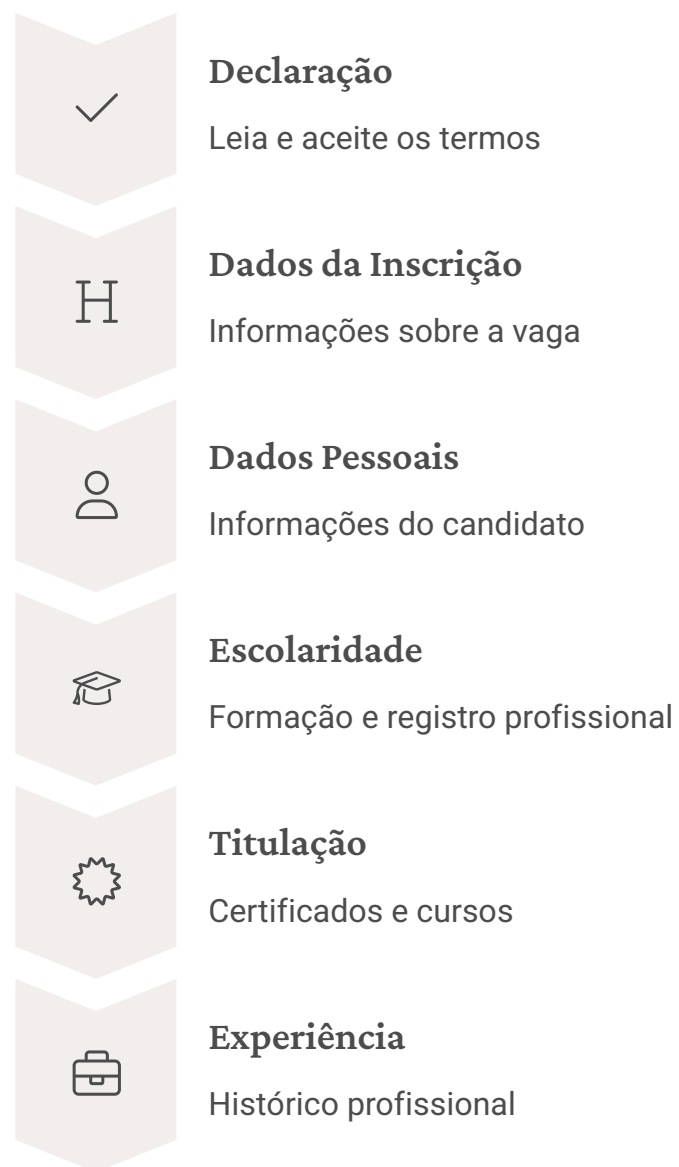 Declaração
Leia e aceite os termos
Dados da Inscrição
Informações sobre a vaga
Dados Pessoais
Informações do candidato
Escolaridade
Formação e registro profissional
Titulação
Certificados e cursos
Experiência
Histórico profissional